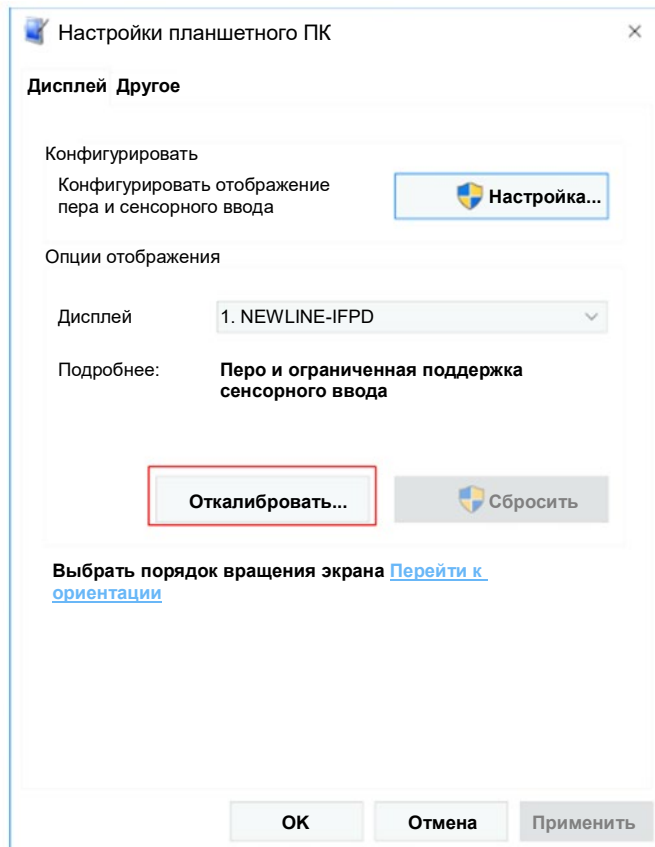 Настройки планшетного ПК
Дисплей Другое
Конфигурировать
Конфигурировать отображение
пера и сенсорного ввода
Настройка...
Опции отображения
Дисплей
1. NEWLINE-IFPD
Подробнее:
Перо и ограниченная поддержка
сенсорного ввода
Откалибровать...
Сбросить
Выбрать порядок вращения экрана Перейти к
ориентации
OK
Отмена
Применить